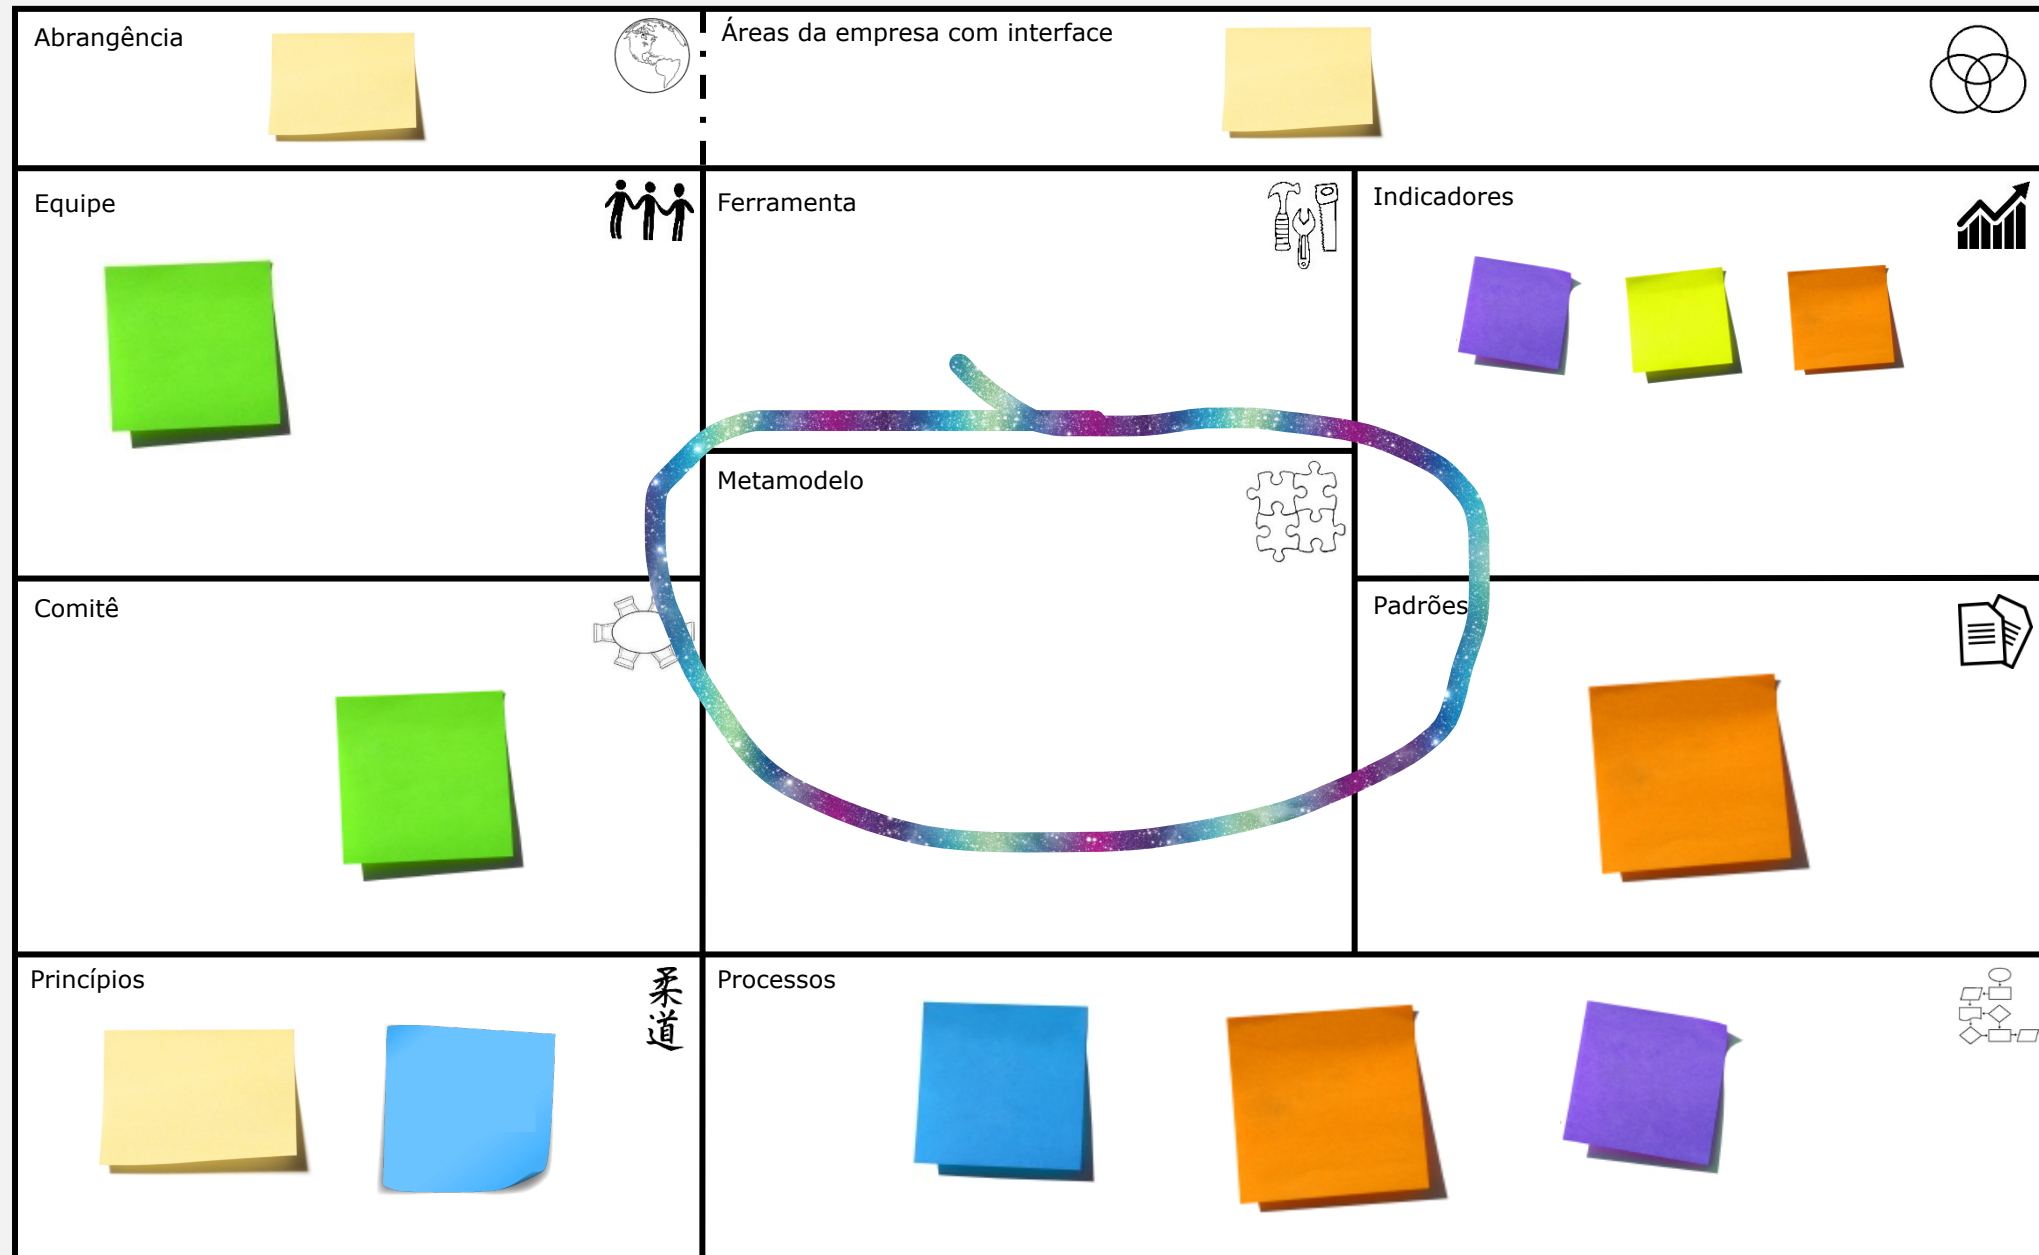 Abrangência
Áreas da empresa com interface
Equipe
Ferramenta
Indicadores
Metamodelo
Comitê
Padrões
Princípios
柔
道
Processos